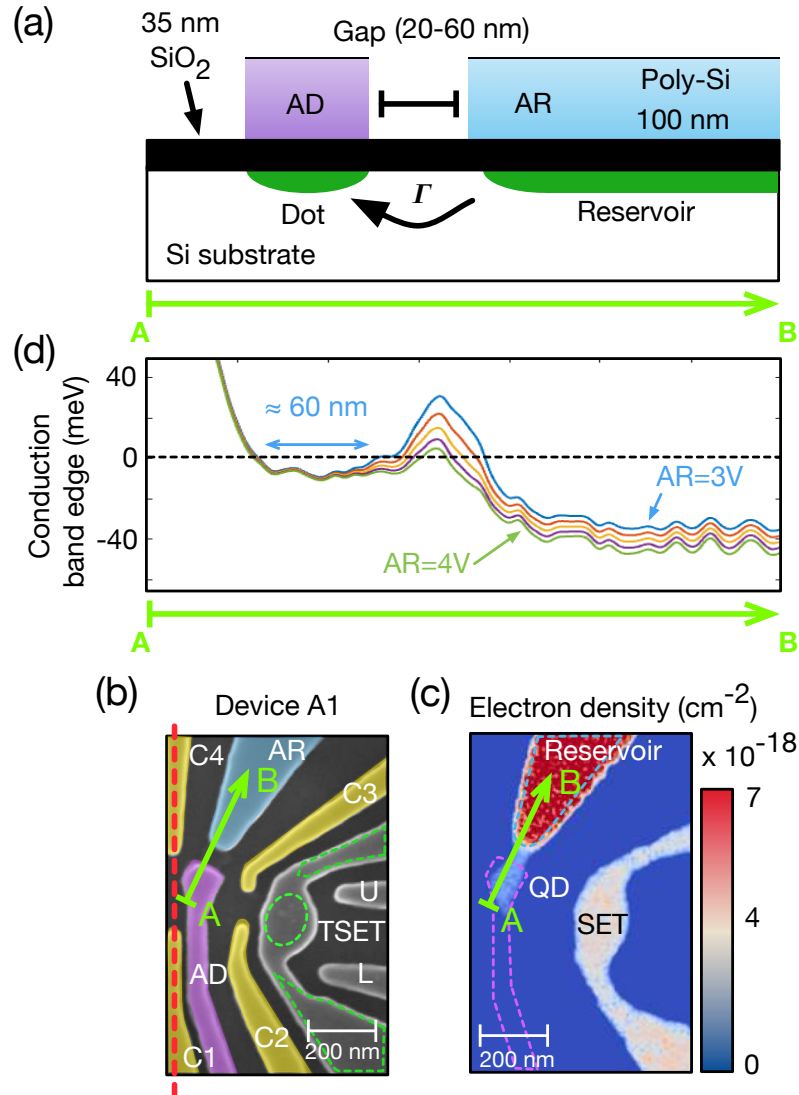 (a)
35 nm
SiO2
Gap (20-60 nm)
AD
AR
Poly-Si
100 nm
Γ
Dot
Reservoir
Si substrate
A
B
(d)
Conduction
band edge (meV)
40
0
-40
≈ 60 nm
AR=3V
AR=4V
A
B
(b)
Device A1
C4
AR
B
C3
A
U
TSET
AD
L
C2
C1
200 nm
(c)
Electron density (cm-2)
x 10-18
Reservoir
B
7
QD
A
SET
4
200 nm
0